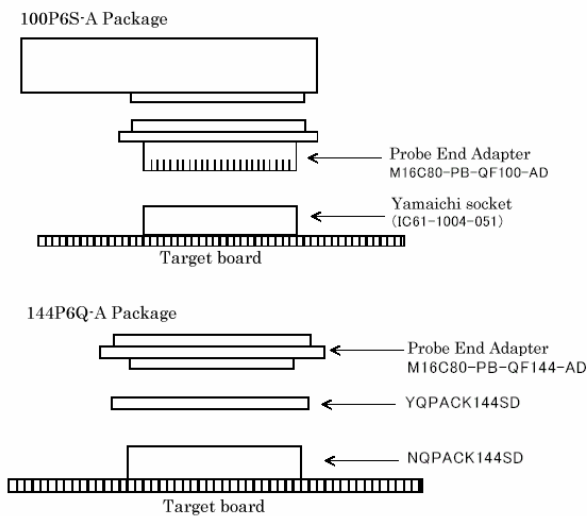 100P6S-A Package
Probe End Adapter
M16C80-PB-QF100-AD
Yamaichi socket
(IC61-1004-051)
Target board
144P6Q-A Package
Probe End Adapter
M16C80-PB-QF144-AD
YQPACK144SD
NQPACK144SD
Target board